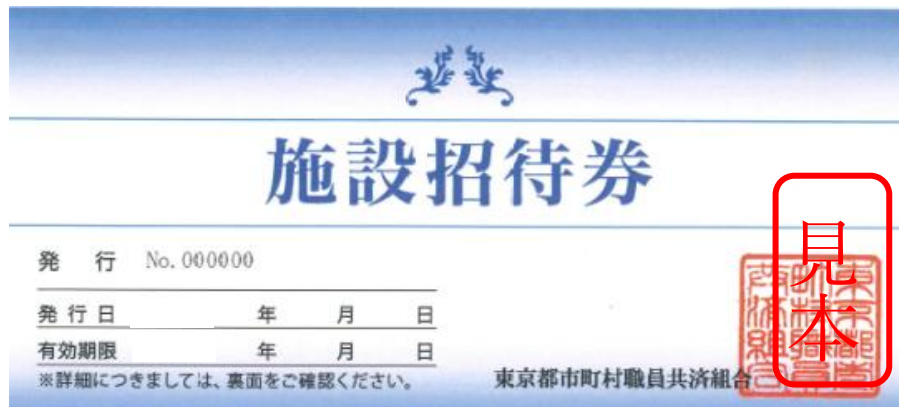 施設招待券
発 行 No.000000
発行日 年 月 日
有効期限 年 月 日
※詳細につきましては、裏面をご確認ください。
東京都市町村職員共済組合
見本